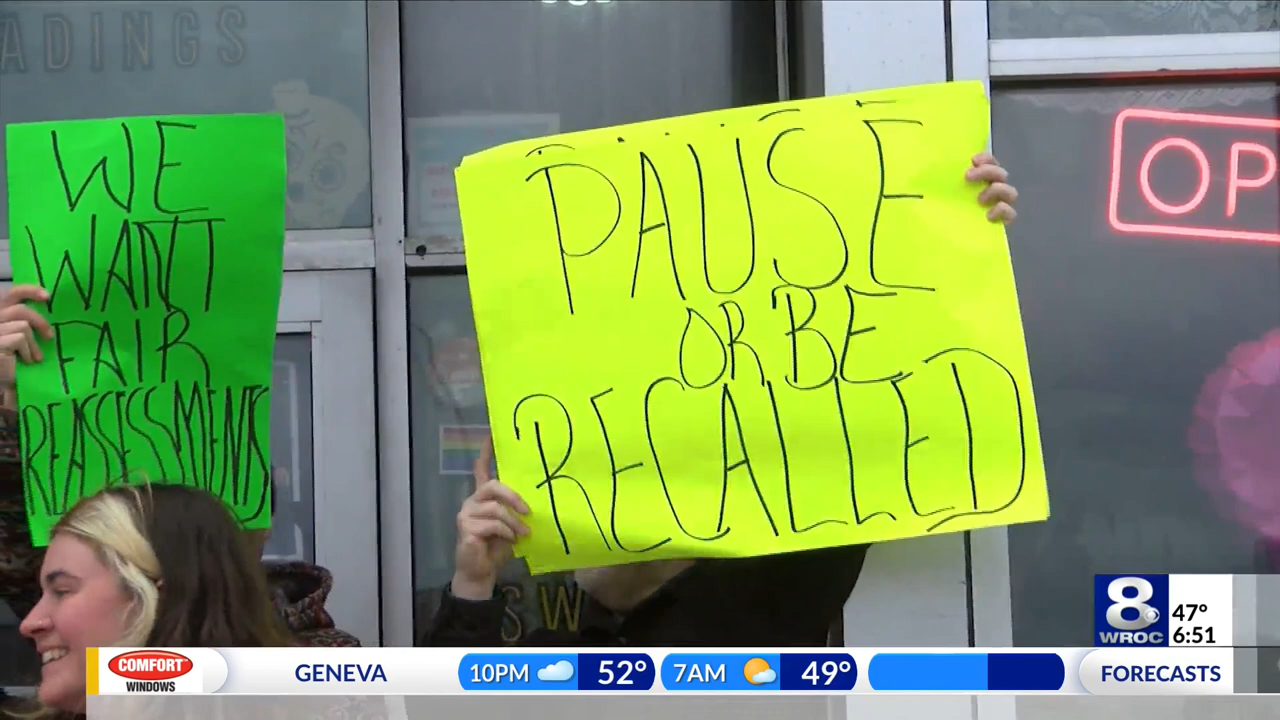 ADINGS
WE
WANT
FAIR
REASSESSMENTS
PAUSE
OR BE
RECALLED
OP
SW
8
WROC
47°
6:51
COMFORT
WINDOWS
GENEVA
10PM
52°
7AM
49°
FORECASTS